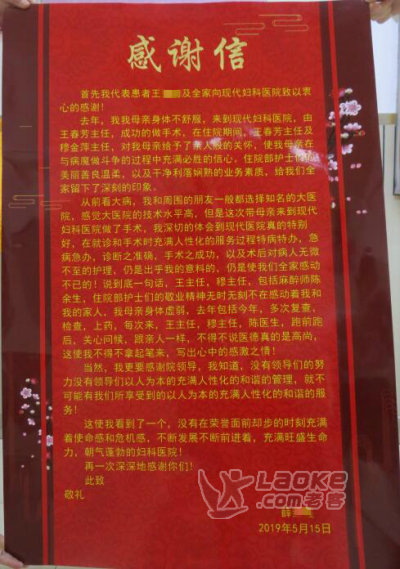 感谢信
首先我代表患者王 及全家向现代妇科医院致以衷
心的感谢！
去年，我我母亲身体不舒服，来到现代妇科医院，由
王春芳主任，成功的做手术，在住院期间，王春芳主任及
穆金萍主任，对我母亲给予了亲人般的关怀，使我母亲在
与病魔做斗争的过程中充满必胜的信心。住院部护士们
美丽善良温柔，以及干净利落娴熟的业务素质，给我们全
家留下了深刻的印象。
从前看大病，我和周围的朋友一般都选择知名的大医
院，感觉大医院的技术水平高，但是这次带母亲来到现代
妇科医院做了手术，我深切的体会到现代医院真的特别
好，在就诊和手术时充满人性化的服务过程特病特办，急
病急办，诊断之准确，手术之成功，以及术后对病人无微
不至的护理，仍是出乎我的意料的，仍是使我们全家感动
不已的！说到底一句话，王主任，穆主任，包括麻醉师陈
余生，住院部护士们的敬业精神无时无刻不在感动着我和
我的家人，我母亲身体虚弱，去年包括今年，多次复查，
检查，上药，每次来，王主任，穆主任，陈医生，跑前跑
后，关心问候，跟亲人一样，不得不说医德真的是高尚，
这使我不得不拿起笔来，写出心中的感激之情！
当然，我更要感谢院领导，我知道，没有领导们的努
力没有领导们以人为本的充满人性化的和谐的管理，就不
可能有我们所享受到的以人为本的充满人性化的和谐的服
务！
这使我看到了一个，没有在荣誉面前却步的时刻充满
着使命感和危机感，不断发展不断前进着，充满旺盛生命
力，朝气蓬勃的妇科医院！
再一次深深地感谢你们！
此致
敬礼
薛
2019年5月15日
LAOKE.com老客